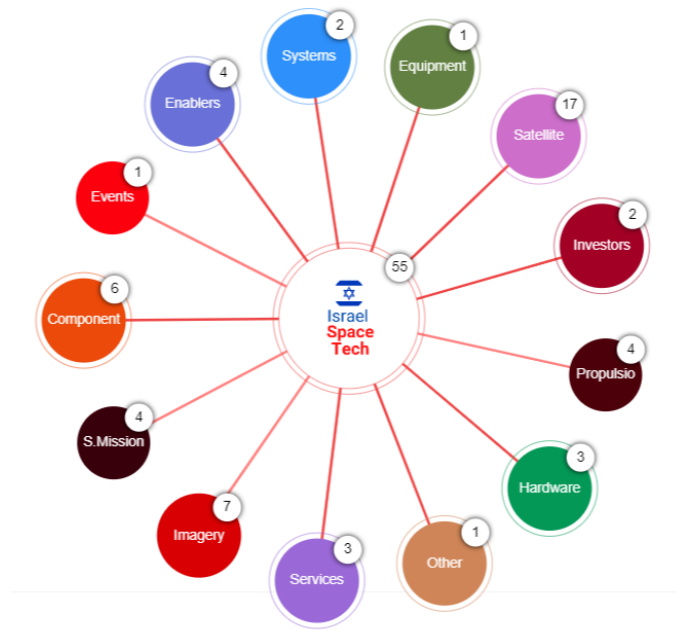 2
Systems
1
Equipment
4
Enablers
17
Satellite
1
Events
2
Investors
55
Israel
Space
Tech
6
Component
4
Propulsio
4
S.Mission
3
Hardware
7
Imagery
1
Other
3
Services